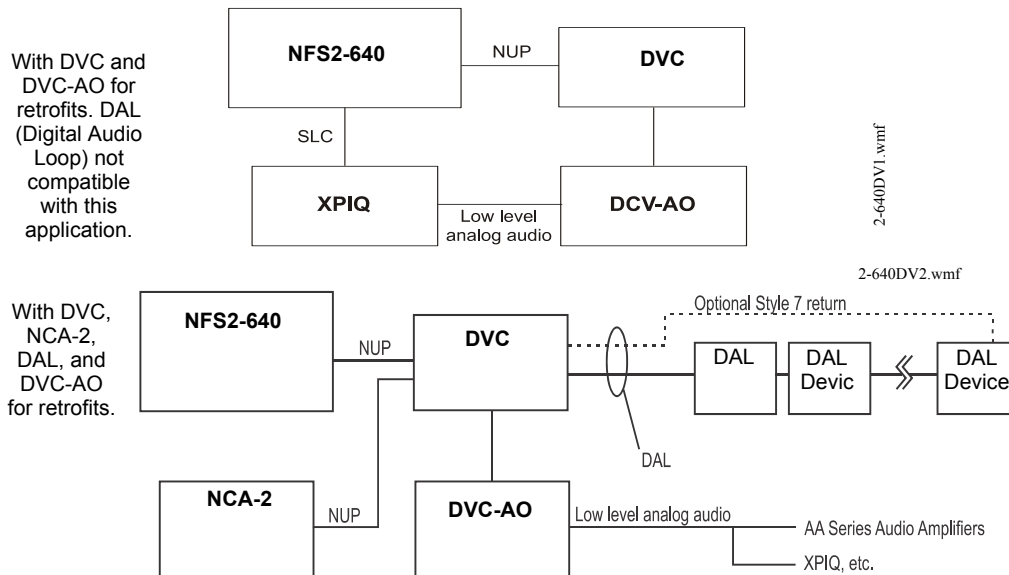 With DVC and
DVC-AO for
retrofits. DAL
(Digital Audio
Loop) not
compatible
with this
application.
NFS2-640
NUP
DVC
SLC
XPIQ
Low level
analog audio
DCV-AO
2-640DV1.wmf
2-640DV2.wmf
With DVC,
NCA-2,
DAL, and
DVC-AO
for retrofits.
NFS2-640
NUP
DVC
Optional Style 7 return
DAL
DAL
Devic
DAL
Device
DAL
NCA-2
NUP
DVC-AO
Low level analog audio
AA Series Audio Amplifiers
XPIQ, etc.